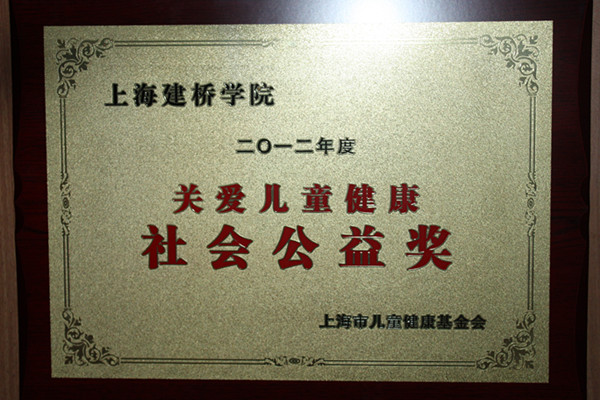 上海建桥学院
二〇一二年度
关爱儿童健康
社会公益奖
上海市儿童健康基金会